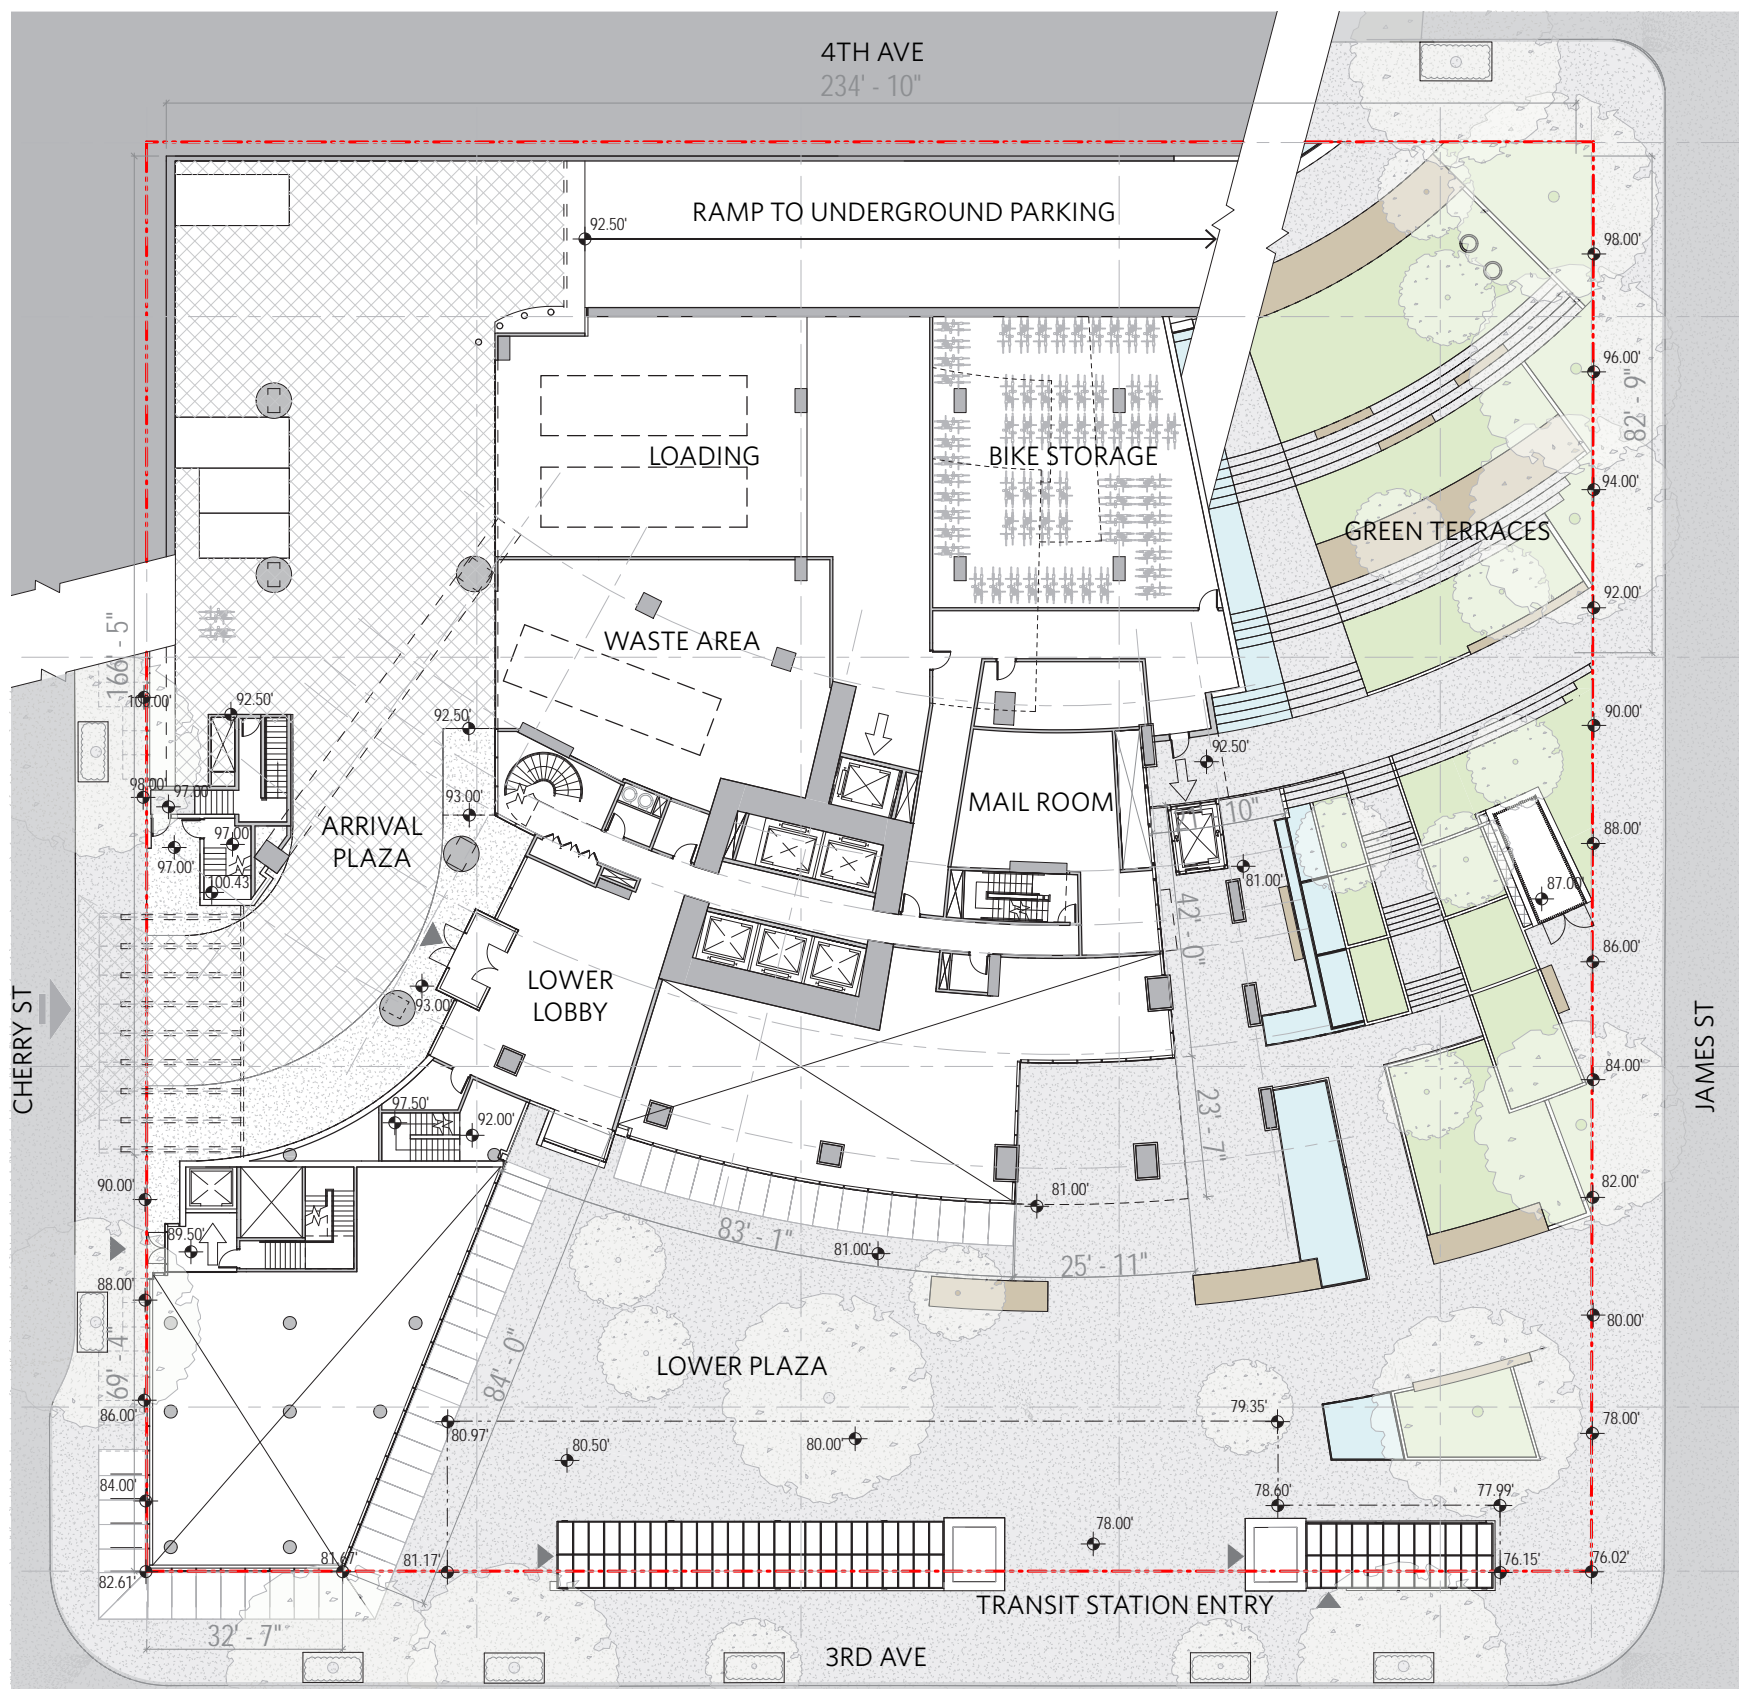 4TH AVE
234' - 10"
RAMP TO UNDERGROUND PARKING
92.50'
98.00'
96.00'
82' - 9"
LOADING
BIKE STORAGE
94.00'
GREEN TERRACES
92.00'
166' - 5"
WASTE AREA
100.00'
92.50'
92.50'
90.00'
92.50'
98.00'
97.00'
93.00'
MAIL ROOM
10"
ARRIVAL
PLAZA
97.00'
97.00'
88.00'
81.00'
100.43'
87.00'
42' - 0"
86.00'
LOWER
LOBBY
93.00'
CHERRY ST
JAMES ST
84.00'
97.50'
92.00'
23' - 7"
90.00'
81.00'
82.00'
89.50'
83' - 1"
81.00'
25' - 11"
88.00'
80.00'
69' - 4"
84' - 0"
LOWER PLAZA
86.00'
80.97'
80.50'
80.00'
79.35'
78.00'
84.00'
78.60'
77.99'
78.00'
82.61'
81.67'
81.17'
76.15'
76.02'
TRANSIT STATION ENTRY
32' - 7"
3RD AVE